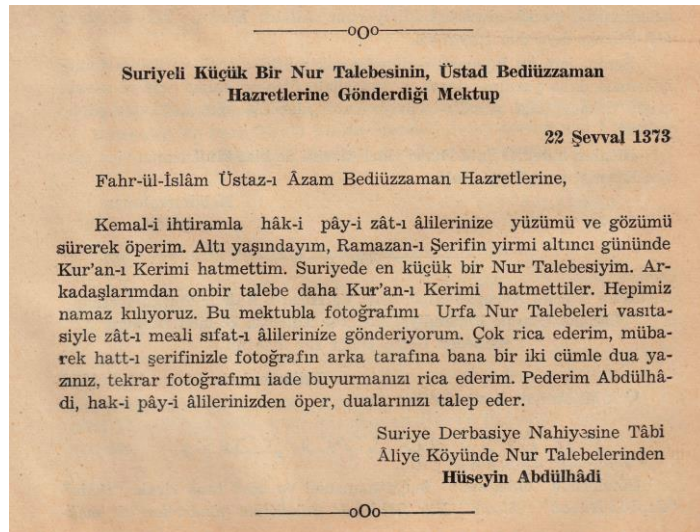 oOo
Suriyeli Küçük Bir Nur Talebesinin, Üstad Bediüzzaman
Hazretlerine Gönderdiği Mektup
22 Şevval 1373
Fahr-ül-İslâm Üstaz-ı Âzam Bediüzzaman Hazretlerine,
Kemal-i ihtiramla hâk-i pây-i zât-ı âlilerinize yüzümü ve gözümü
sürerek öperim. Altı yaşındayım, Ramazan-ı Şerifin yirmi altıncı gününde
Kur'an-ı Kerimi hatmettim. Suriyede en küçük bir Nur Talebesiyim. Ar-
kadaşlarımdan onbir talebe daha Kur'an-ı Kerimi hatmettiler. Hepimiz
namaz kılıyoruz. Bu mektubla fotoğrafımı Urfa Nur Talebeleri vasıta-
siyle zât-ı meali sıfat-ı âlilerinize gönderiyorum. Çok rica ederim, müba-
rek hatt-ı şerifinizle fotoğrafın arka tarafına bana bir iki cümle dua ya-
zınız, tekrar fotoğrafımı iade buyurmanızı rica ederim. Pederim Abdülhâ-
di, hak-i pây-i âlilerinizden öper, dualarınızı talep eder.
Suriye Derbasiye Nahiyesine Tâbi
Âliye Köyünde Nur Talebelerinden
Hüseyin Abdülhâdi
oOo